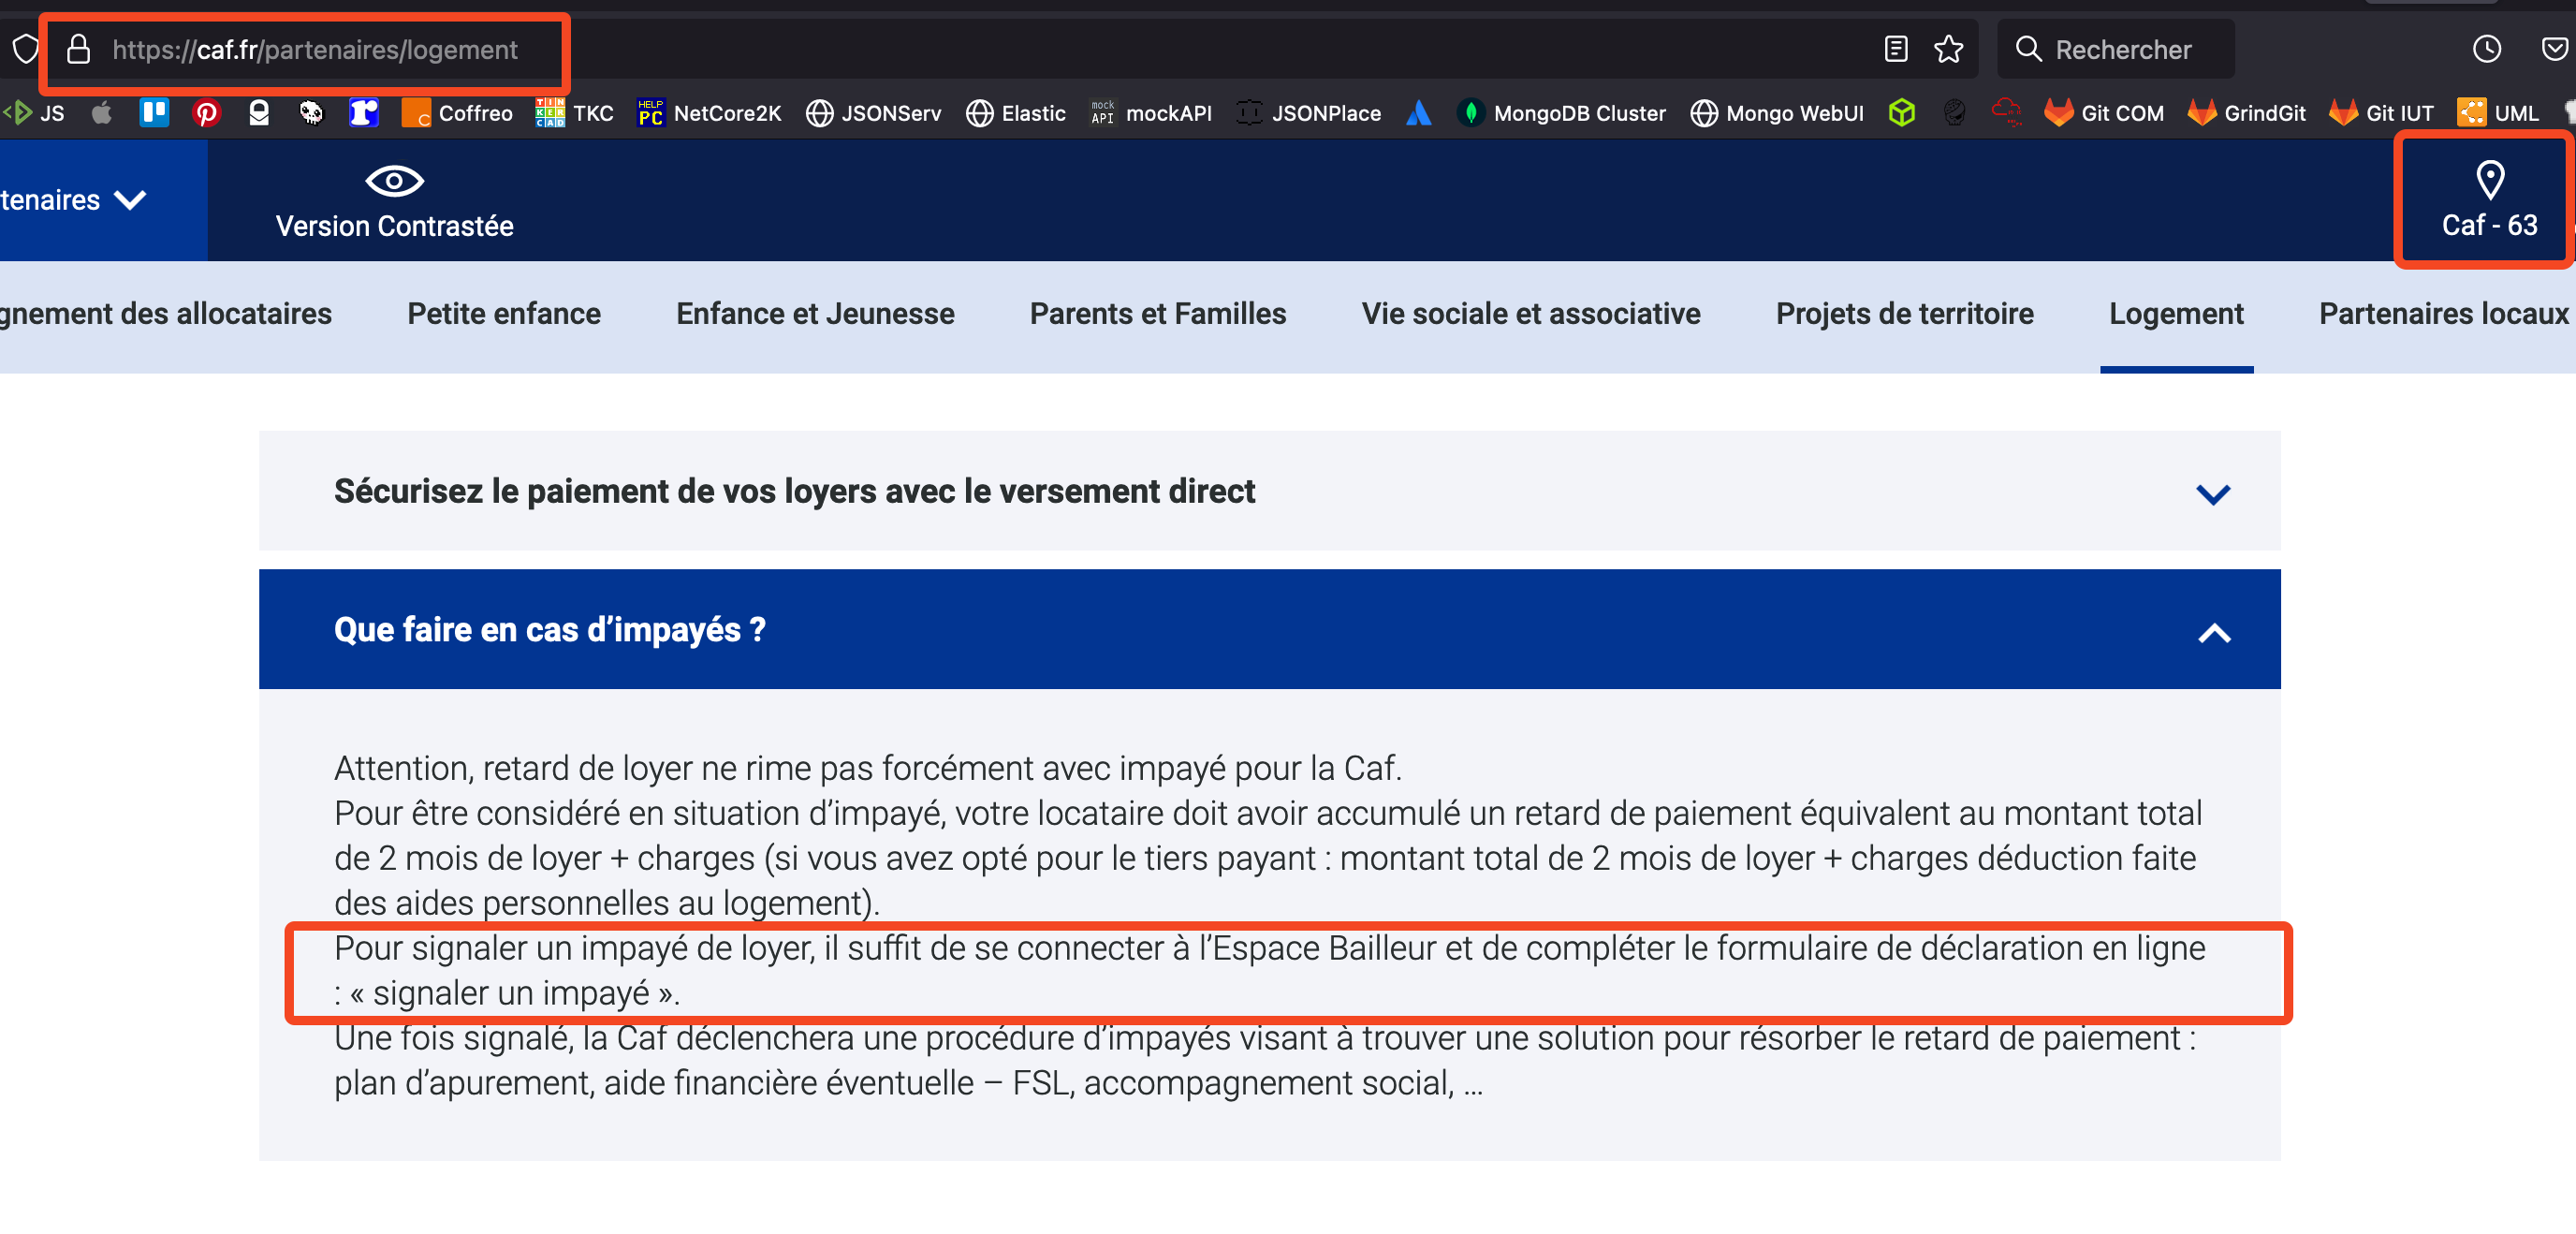 https://caf.fr/partenaires/logement
Rechercher
JS
Coffreo
TIN KER CAD
TKC
HELP PC
NetCore2K
JSONServ
Elastic
mock API
mockAPI
JSONPlace
MongoDB Cluster
Mongo WebUI
Git COM
GrindGit
Git IUT
UML
tenaires
Version Contrastée
Caf - 63
gnement des allocataires
Petite enfance
Enfance et Jeunesse
Parents et Familles
Vie sociale et associative
Projets de territoire
Logement
Partenaires locaux
Sécurisez le paiement de vos loyers avec le versement direct
Que faire en cas d’impayés ?
Attention, retard de loyer ne rime pas forcément avec impayé pour la Caf.
Pour être considéré en situation d’impayé, votre locataire doit avoir accumulé un retard de paiement équivalent au montant total
de 2 mois de loyer + charges (si vous avez opté pour le tiers payant : montant total de 2 mois de loyer + charges déduction faite
des aides personnelles au logement).
Pour signaler un impayé de loyer, il suffit de se connecter à l’Espace Bailleur et de compléter le formulaire de déclaration en ligne
: « signaler un impayé ».
Une fois signalé, la Caf déclenchera une procédure d’impayés visant à trouver une solution pour résorber le retard de paiement :
plan d’apurement, aide financière éventuelle – FSL, accompagnement social, ...